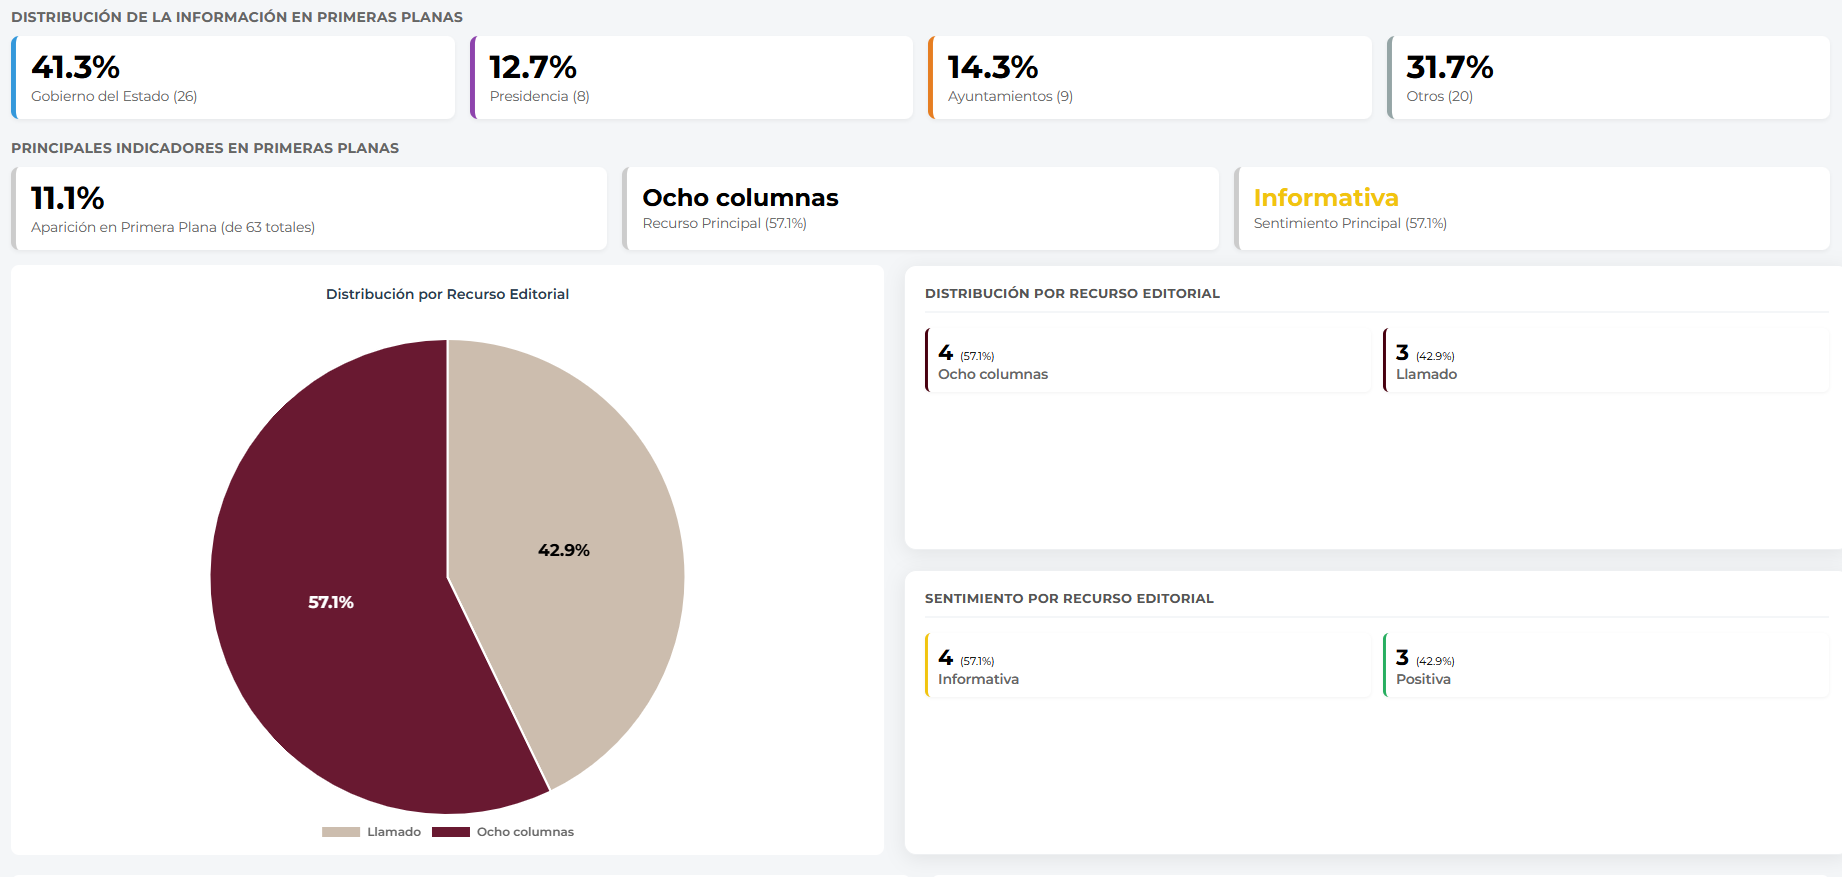 DISTRIBUCIÓN DE LA INFORMACIÓN EN PRIMERAS PLANAS
41.3%
Gobierno del Estado (26)
12.7%
Presidencia (8)
14.3%
Ayuntamientos (9)
31.7%
Otros (20)
PRINCIPALES INDICADORES EN PRIMERAS PLANAS
11.1%
Aparición en Primera Plana (de 63 totales)
Ocho columnas
Recurso Principal (57.1%)
Informativa
Sentimiento Principal (57.1%)
Distribución por Recurso Editorial
42.9%
57.1%
Llamado
Ocho columnas
DISTRIBUCIÓN POR RECURSO EDITORIAL
4 (57.1%)
Ocho columnas
3 (42.9%)
Llamado
SENTIMIENTO POR RECURSO EDITORIAL
4 (57.1%)
Informativa
3 (42.9%)
Positiva